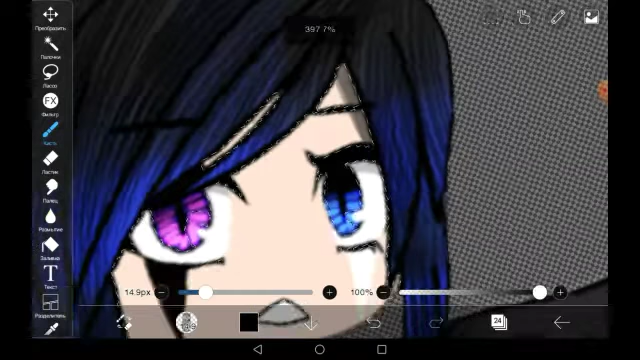 397.7%
Преобразить
Палочки
Лассо
FX
Фильтр
Кисть
Ластик
Палец
Размытие
Заливка
T
Текст
Разделитель
14.9px
100%
24